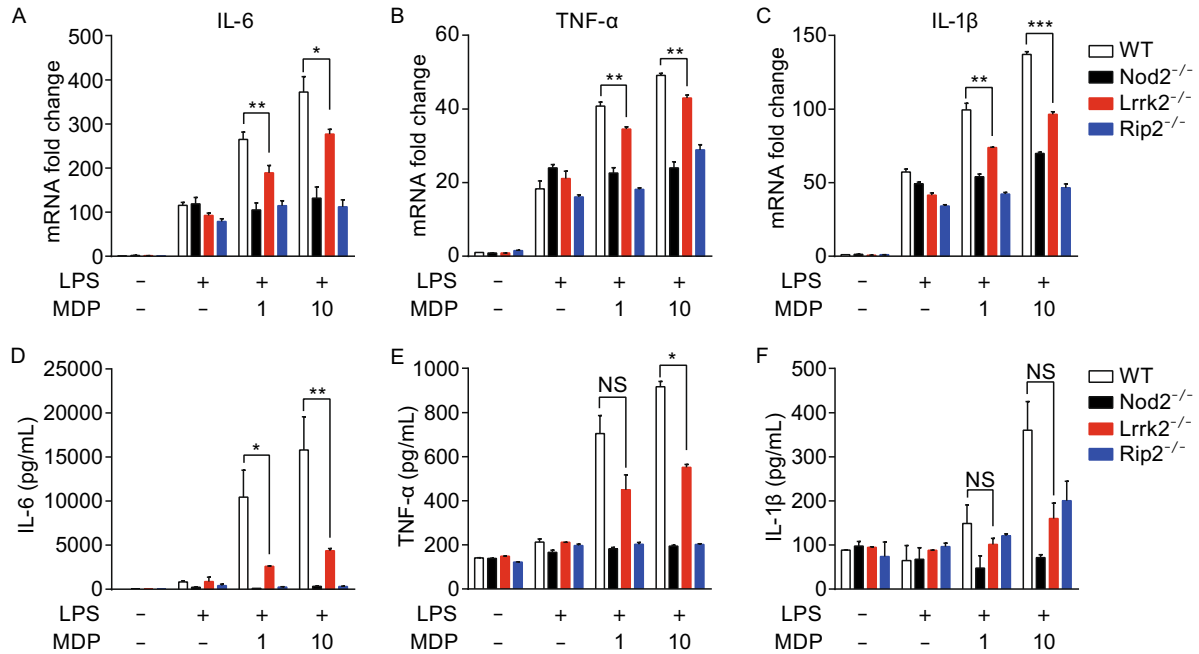 A IL-6
mRNA fold change
500
400
300
200
100
0
** *
LPS – + + +
MDP – – 1 10
B TNF-α
mRNA fold change
60
40
20
0
** **
LPS – + + +
MDP – – 1 10
C IL-1β
mRNA fold change
150
100
50
0
** ***
LPS – + + +
MDP – – 1 10
WT
Nod2⁻/⁻
Lrrk2⁻/⁻
Rip2⁻/⁻
D
IL-6 (pg/mL)
25000
20000
15000
10000
5000
0
* **
LPS – + + +
MDP – – 1 10
E
TNF-α (pg/mL)
1000
800
600
400
200
0
NS *
LPS – + + +
MDP – – 1 10
F
IL-1β (pg/mL)
500
400
300
200
100
0
NS NS
LPS – + + +
MDP – – 1 10
WT
Nod2⁻/⁻
Lrrk2⁻/⁻
Rip2⁻/⁻